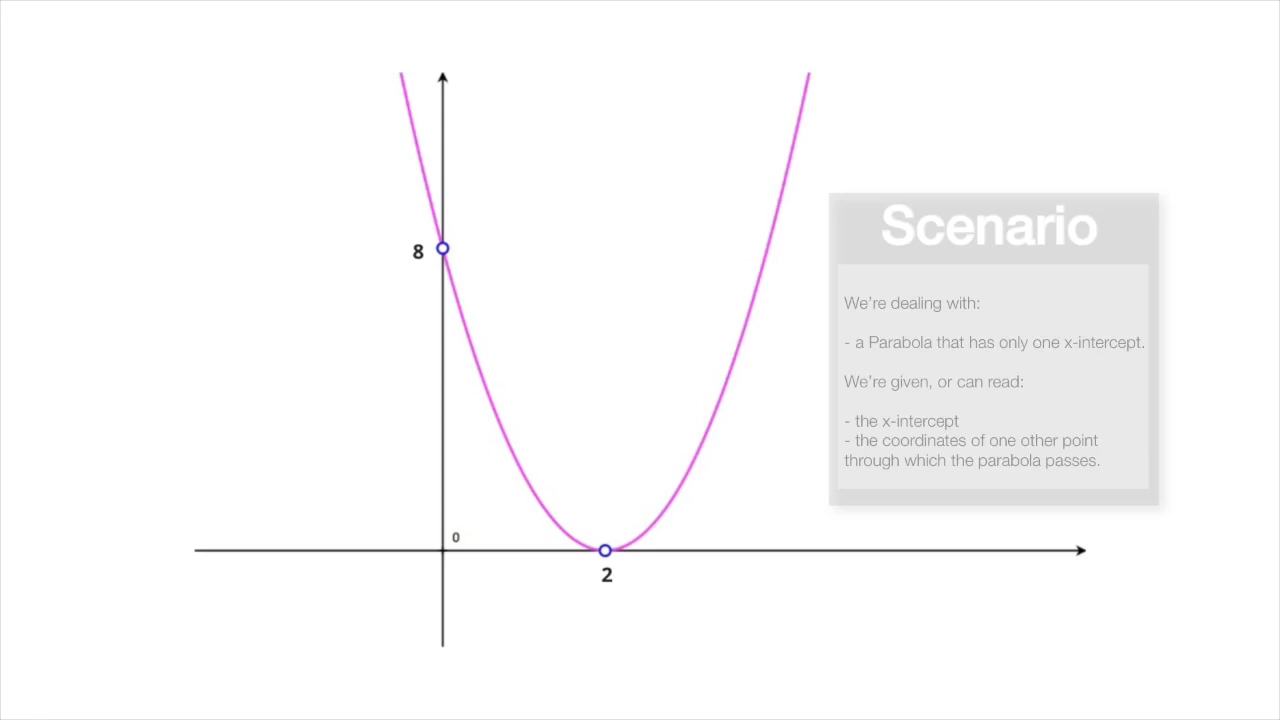 Scenario
8
We're dealing with:
- a Parabola that has only one x-intercept.
We're given, or can read:
- the x-intercept
- the coordinates of one other point
through which the parabola passes.
0
2